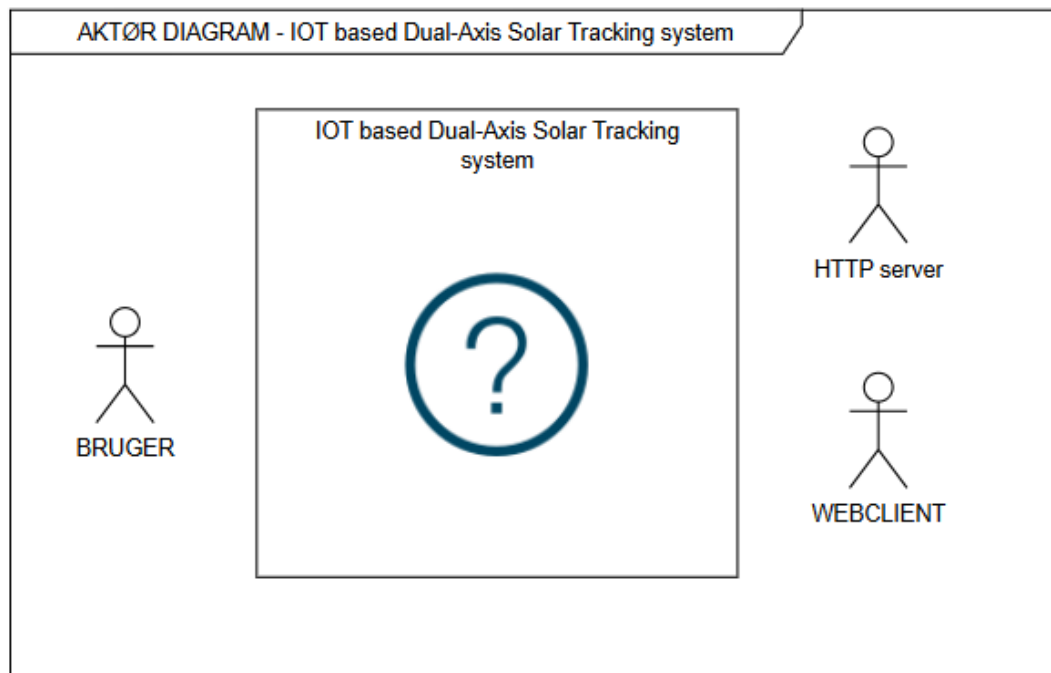 AKTØR DIAGRAM - IOT based Dual-Axis Solar Tracking system
IOT based Dual-Axis Solar Tracking
system
HTTP server
?
BRUGER
WEBCLIENT